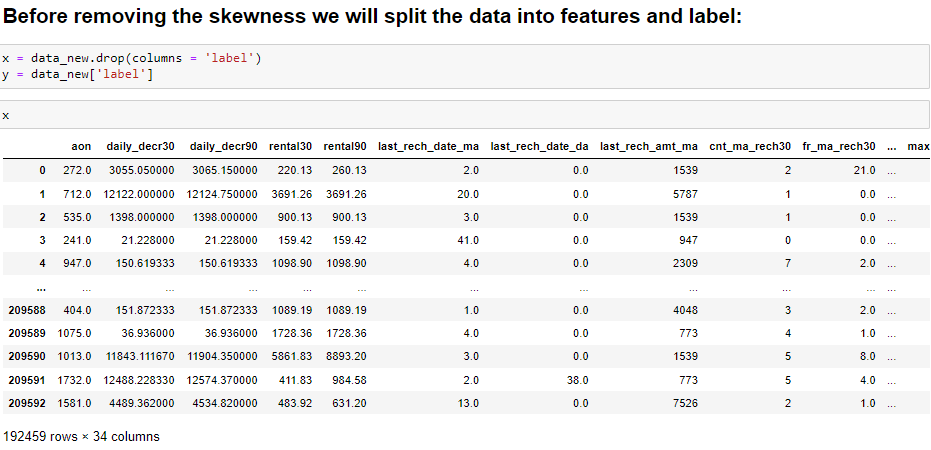 Before removing the skewness we will split the data into features and label:
x = data_new.drop(columns = 'label')
y = data_new['label']
x
aon daily_decr30 daily_decr90 rental30 rental90 last_rech_date_ma last_rech_date_da last_rech_amt_ma cnt_ma_rech30 fr_ma_rech30 ... max
0 272.0 3055.050000 3065.150000 220.13 260.13 2.0 0.0 1539 2 21.0 ...
1 712.0 12122.000000 12124.750000 3691.26 3691.26 20.0 0.0 5787 1 0.0 ...
2 535.0 1398.000000 1398.000000 900.13 900.13 3.0 0.0 1539 1 0.0 ...
3 241.0 21.228000 21.228000 159.42 159.42 41.0 0.0 947 0 0.0 ...
4 947.0 150.619333 150.619333 1098.90 1098.90 4.0 0.0 2309 7 2.0 ...
... ... ... ... ... ... ... ... ... ... ... ...
209588 404.0 151.872333 151.872333 1089.19 1089.19 1.0 0.0 4048 3 2.0 ...
209589 1075.0 36.936000 36.936000 1728.36 1728.36 4.0 0.0 773 4 1.0 ...
209590 1013.0 11843.111670 11904.350000 5861.83 8893.20 3.0 0.0 1539 5 8.0 ...
209591 1732.0 12488.228330 12574.370000 411.83 984.58 2.0 38.0 773 5 4.0 ...
209592 1581.0 4489.362000 4534.820000 483.92 631.20 13.0 0.0 7526 2 1.0 ...
192459 rows × 34 columns